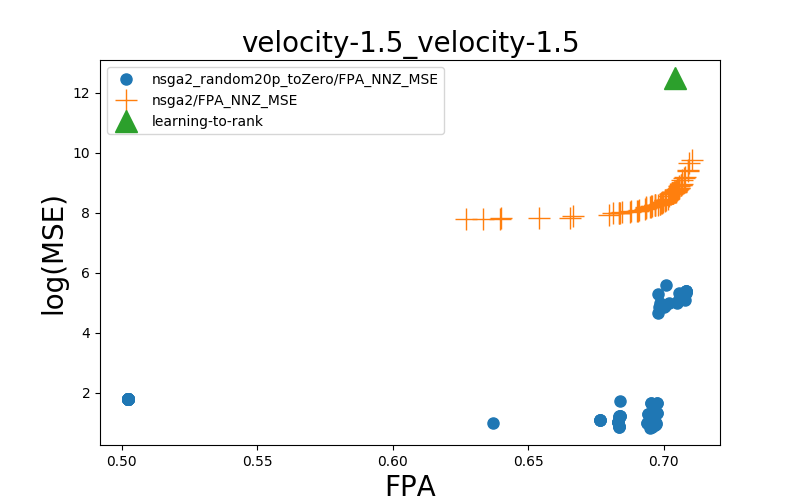 velocity-1.5_velocity-1.5
nsga2_random20p_toZero/FPA_NNZ_MSE
nsga2/FPA_NNZ_MSE
learning-to-rank
log(MSE)
12
10
8
6
4
2
0.50 0.55 0.60 0.65 0.70
FPA